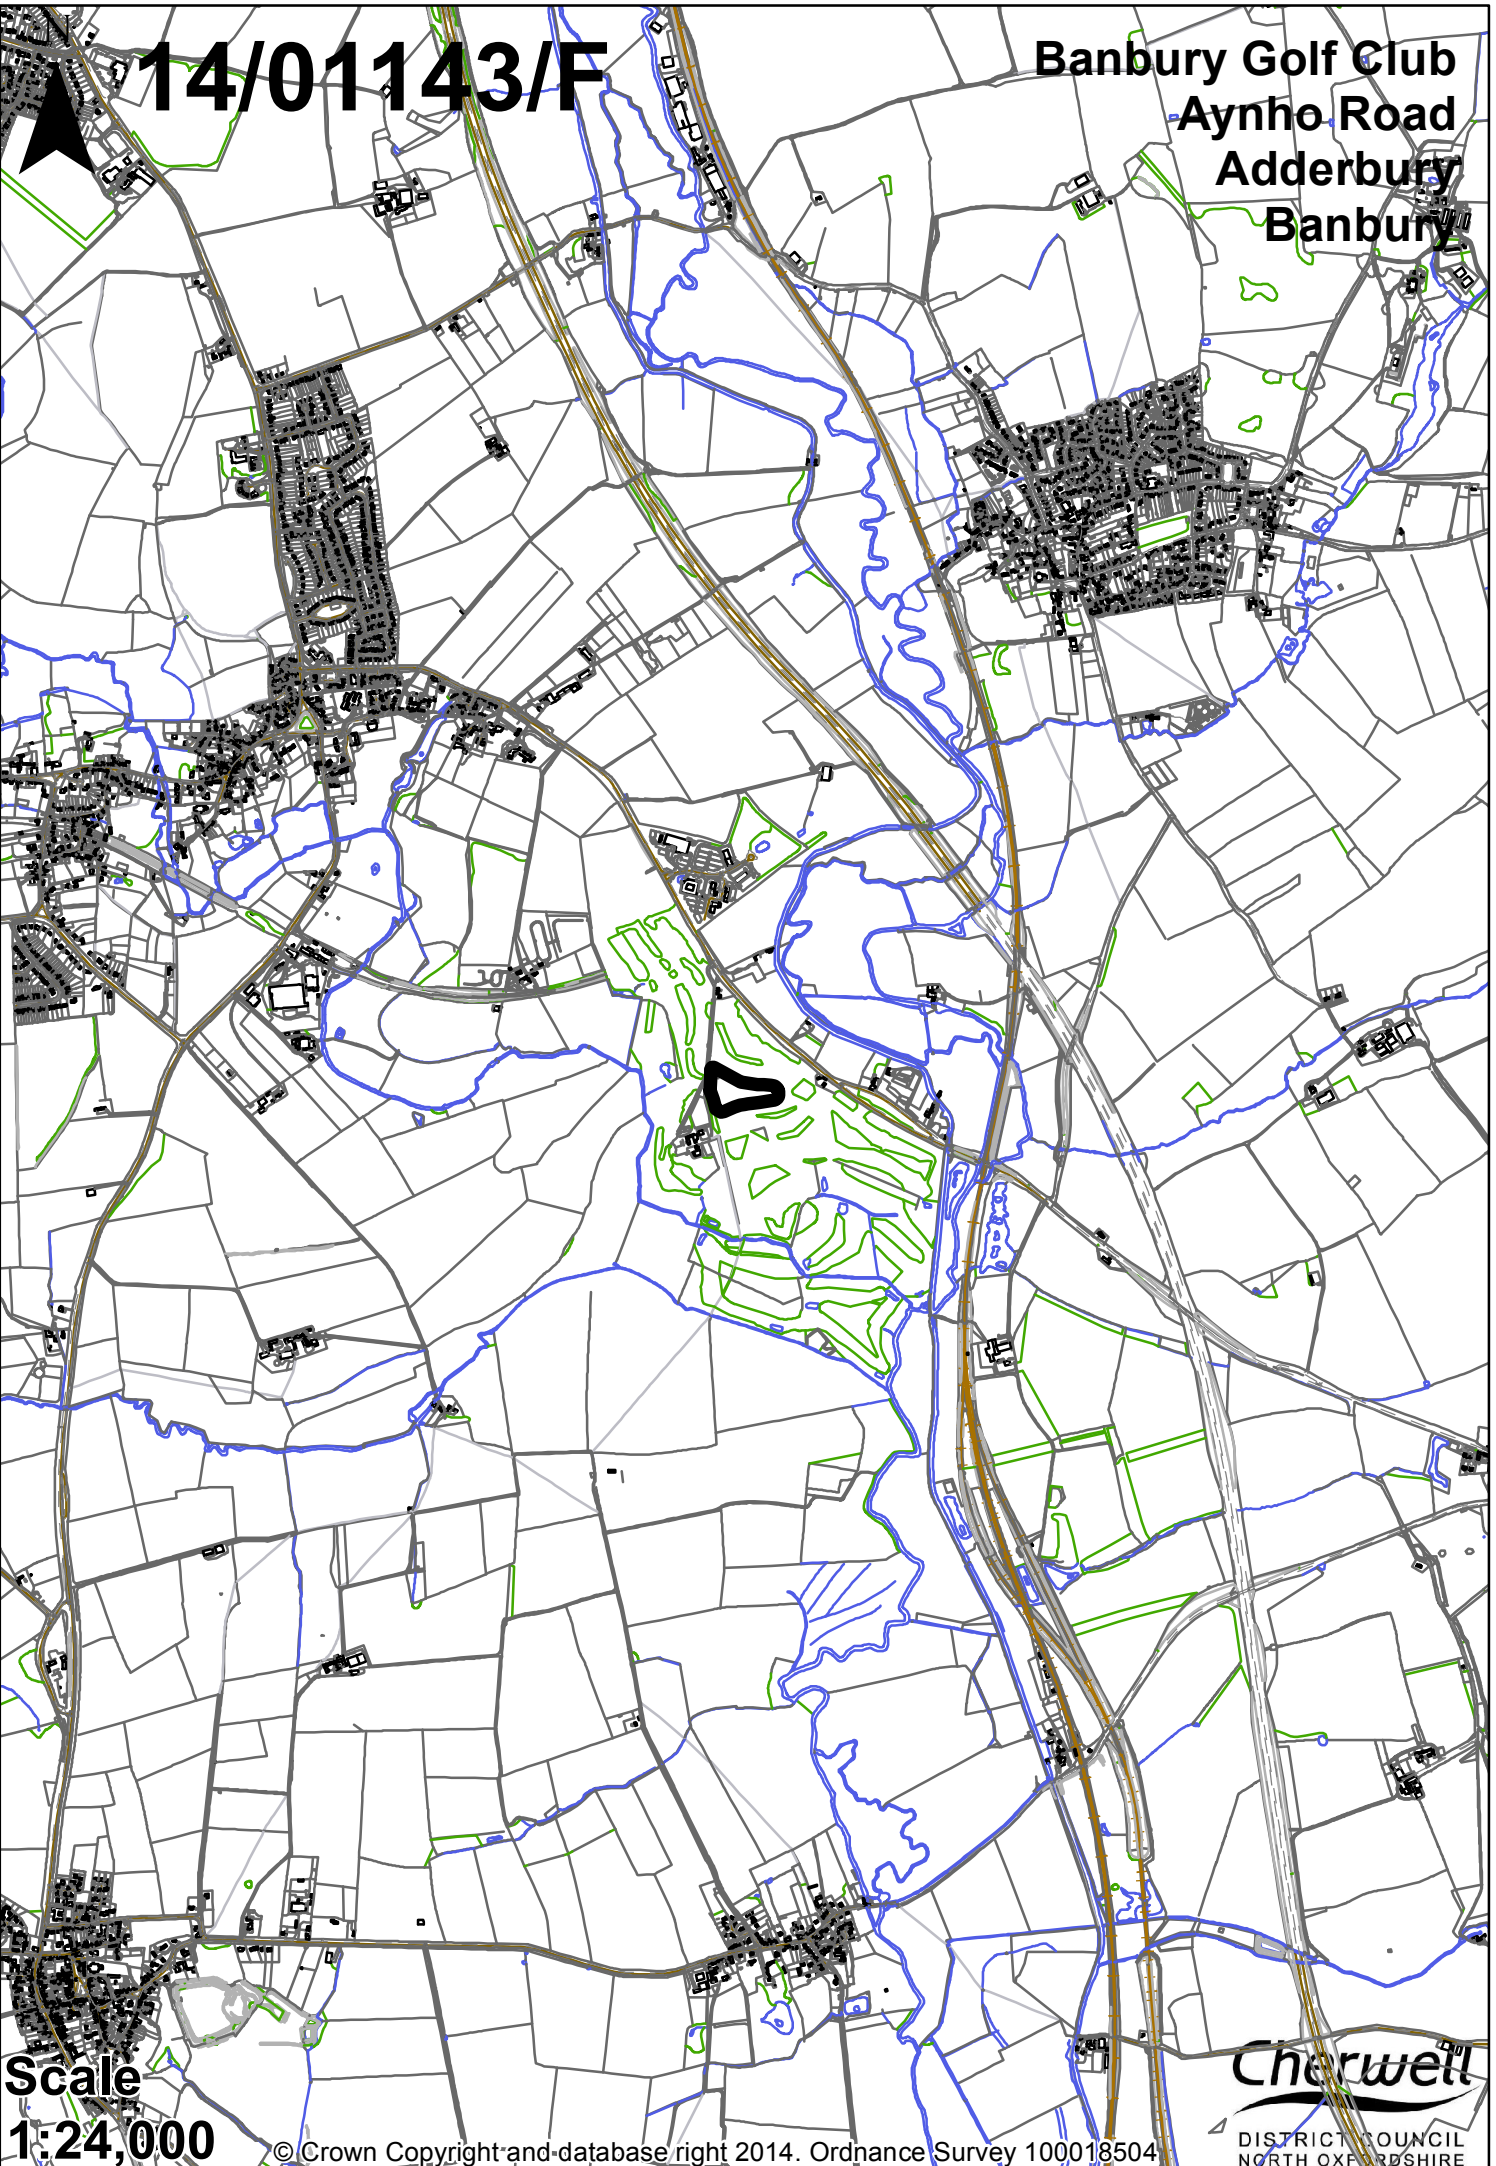 N
14/01143/F
Banbury Golf Club
Aynho Road
Adderbury
Banbury
Scale
1:24,000
© Crown Copyright and database right 2014. Ordnance Survey 100018504
Cherwell
DISTRICT COUNCIL
NORTH OXFORDSHIRE